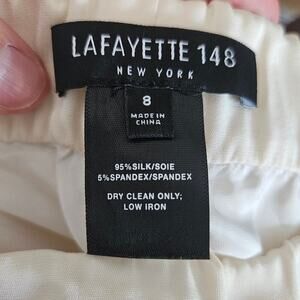 LAFAYETTE 148
NEW YORK
8
MADE IN
CHINA
95%SILK/SOIE
5%SPANDEX/SPANDEX
DRY CLEAN ONLY;
LOW IRON